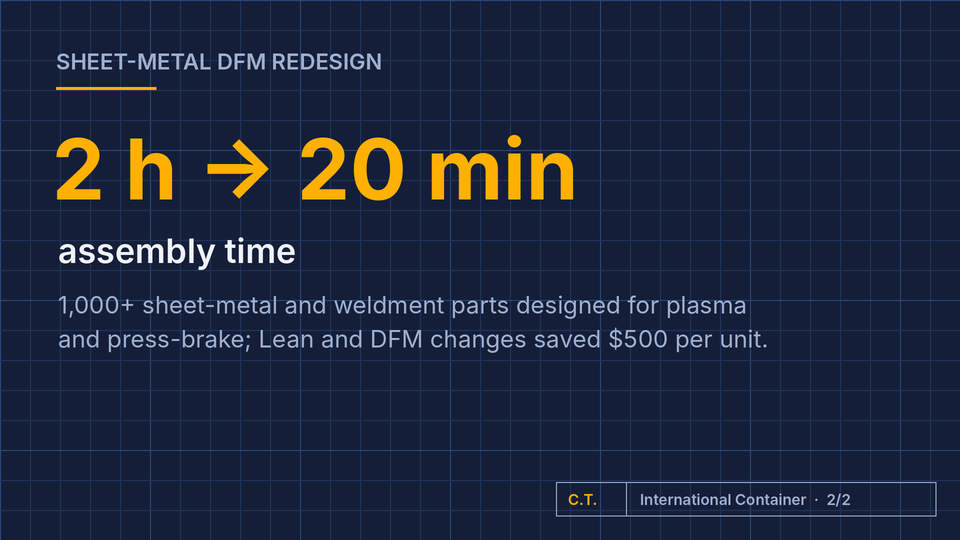 SHEET-METAL DFM REDESIGN
2 h → 20 min
assembly time
1,000+ sheet-metal and weldment parts designed for plasma
and press-brake; Lean and DFM changes saved $500 per unit.
C.T. International Container · 2/2